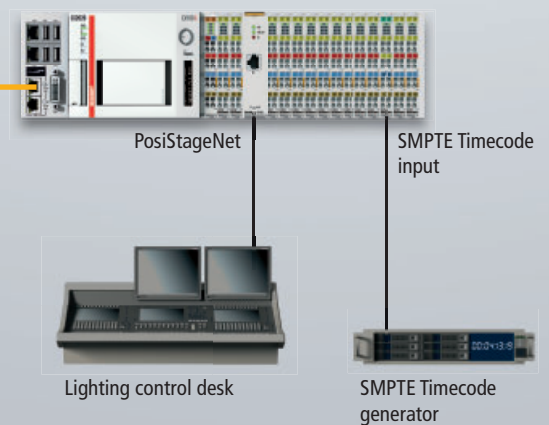 PosiStageNet
SMPTE Timecode
input
Lighting control desk
SMPTE Timecode
generator